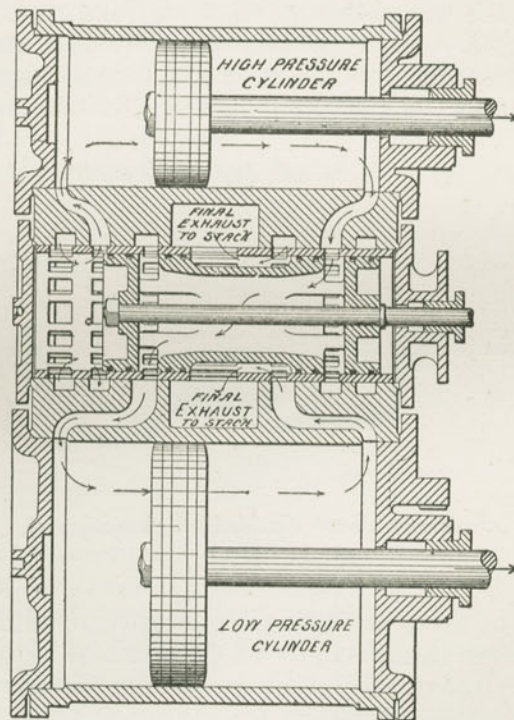 HIGH PRESSURE
CYLINDER
FINAL
EXHAUST
TO STACK
FINAL
EXHAUST
TO STACK
LOW PRESSURE
CYLINDER